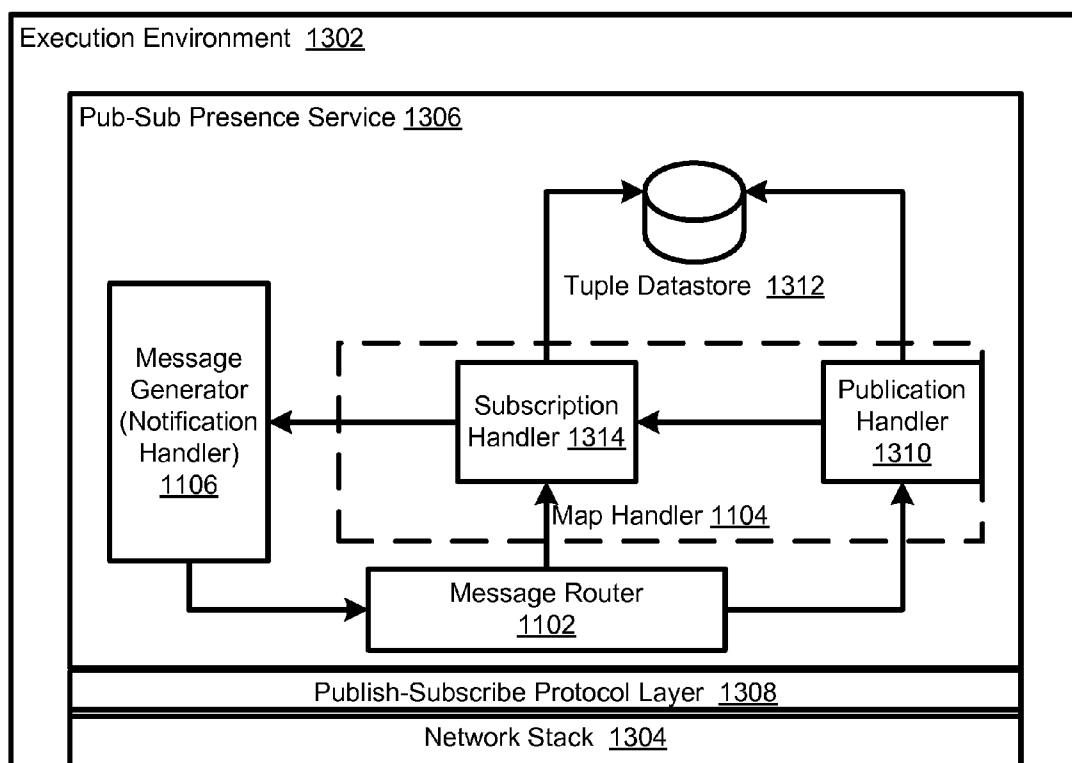 Execution Environment 1302
Pub-Sub Presence Service 1306
Tuple Datastore 1312
Message
Generator
(Notification
Handler)
1106
Subscription
Handler 1314
Publication
Handler
1310
Map Handler 1104
Message Router
1102
Publish-Subscribe Protocol Layer 1308
Network Stack 1304